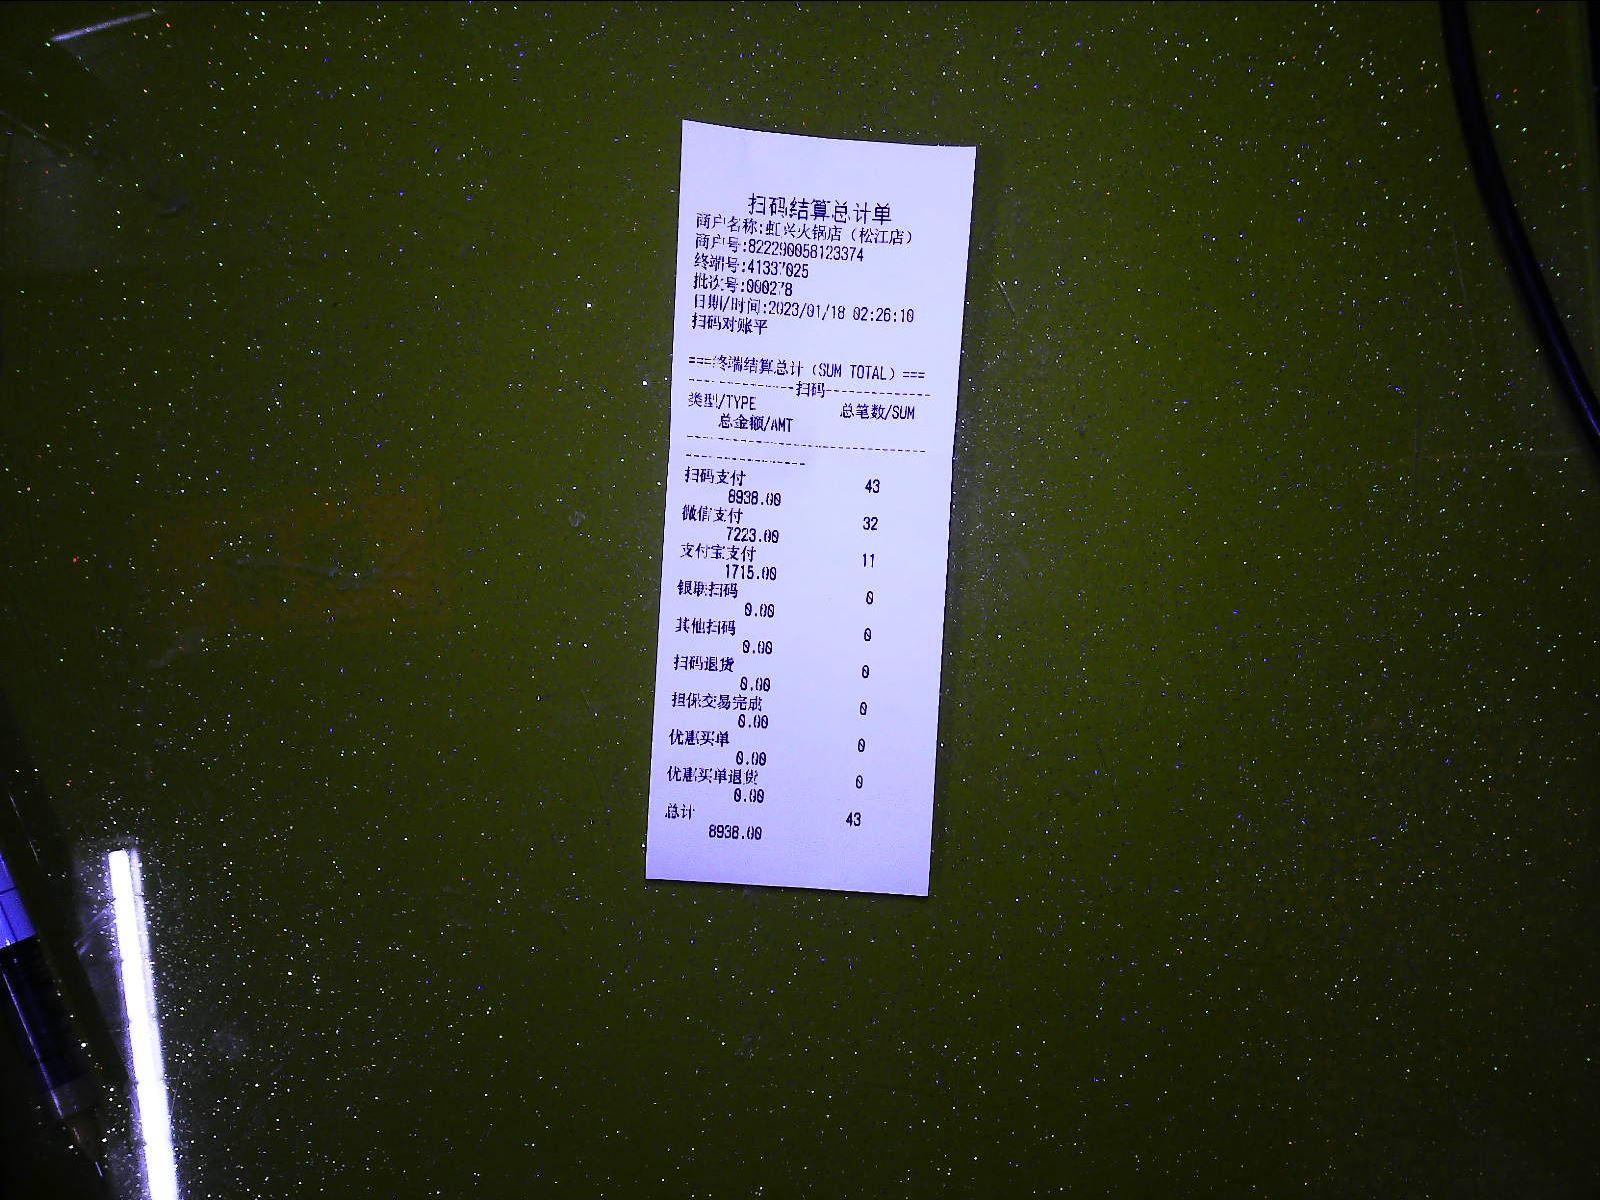 扫码结算总计单
商户名称:虹兴火锅店（松江店）
商户号:822290058123374
终端号:41337025
批次号:000278
日期/时间:2023/01/18 02:26:10
扫码对账平
===终端结算总计（SUM TOTAL）===
----------------扫码----------------
类型/TYPE 总笔数/SUM
总金额/AMT
------------------------------------
------------------
扫码支付 43
8938.00
微信支付 32
7223.00
支付宝支付 11
1715.00
银联扫码 0
0.00
其他扫码 0
0.00
扫码退货 0
0.00
担保交易完成 0
0.00
优惠买单 0
0.00
优惠买单退货 0
0.00
总计 43
8938.00